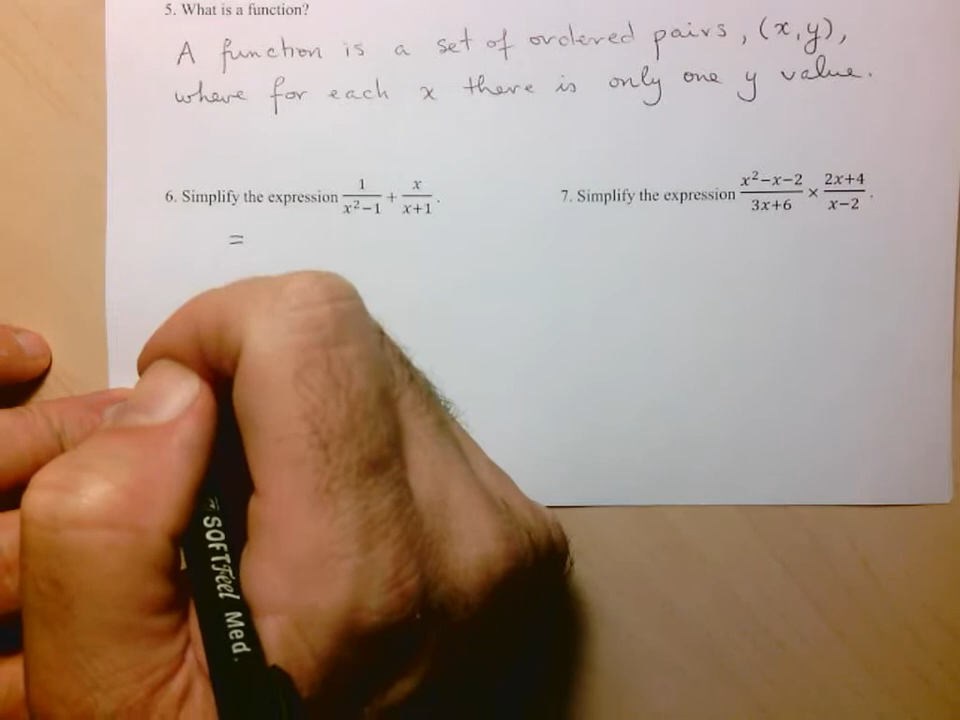 5. What is a function?
A function is a set of ordered pairs, (x, y),
where for each x there is only one y value.
6. Simplify the expression 1/(x²−1) + x/(x+1).
7. Simplify the expression (x²−x−2)/(3x+6) × (2x+4)/(x−2).
=
SOFTFeel Med.